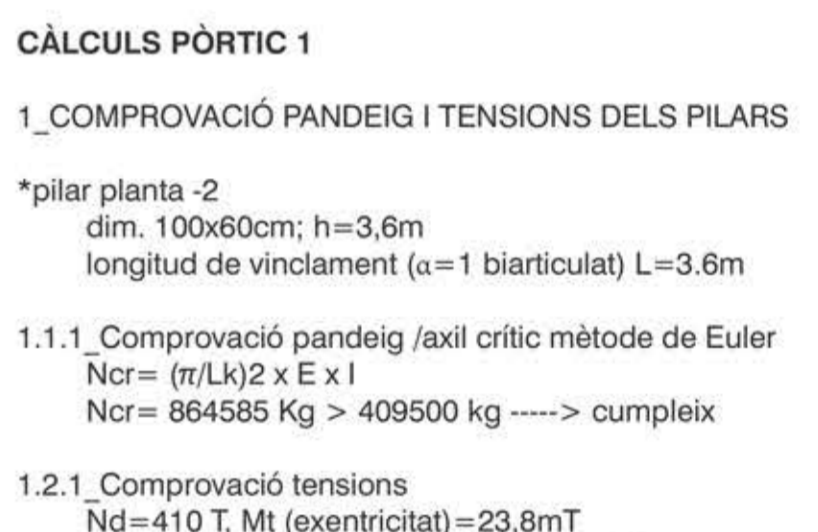 CÀLCULS PÒRTIC 1
1_COMPROVACIÓ PANDEIG I TENSIONS DELS PILARS
*pilar planta -2
dim. 100x60cm; h=3,6m
longitud de vinclament (α=1 biarticulat) L=3.6m
1.1.1_Comprovació pandeig /axil crític mètode de Euler
Ncr= (π/Lk)2 x E x I
Ncr= 864585 Kg > 409500 kg -----> cumpleix
1.2.1_Comprovació tensions
Nd=410 T, Mt (exentricitat)=23,8mT